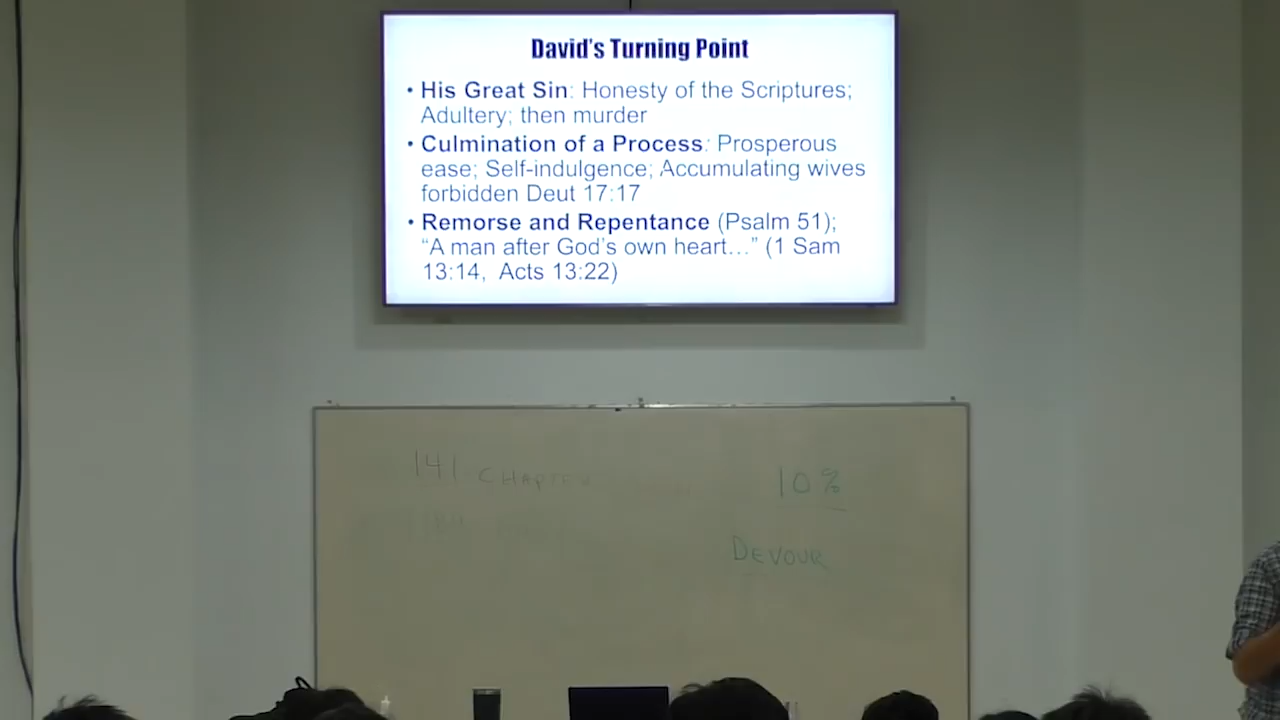 David's Turning Point
• His Great Sin: Honesty of the Scriptures;
Adultery; then murder
• Culmination of a Process: Prosperous
ease; Self-indulgence; Accumulating wives
forbidden Deut 17:17
• Remorse and Repentance (Psalm 51);
“A man after God's own heart...” (1 Sam
13:14, Acts 13:22)
141 CHAPTER
10%
DEVOUR